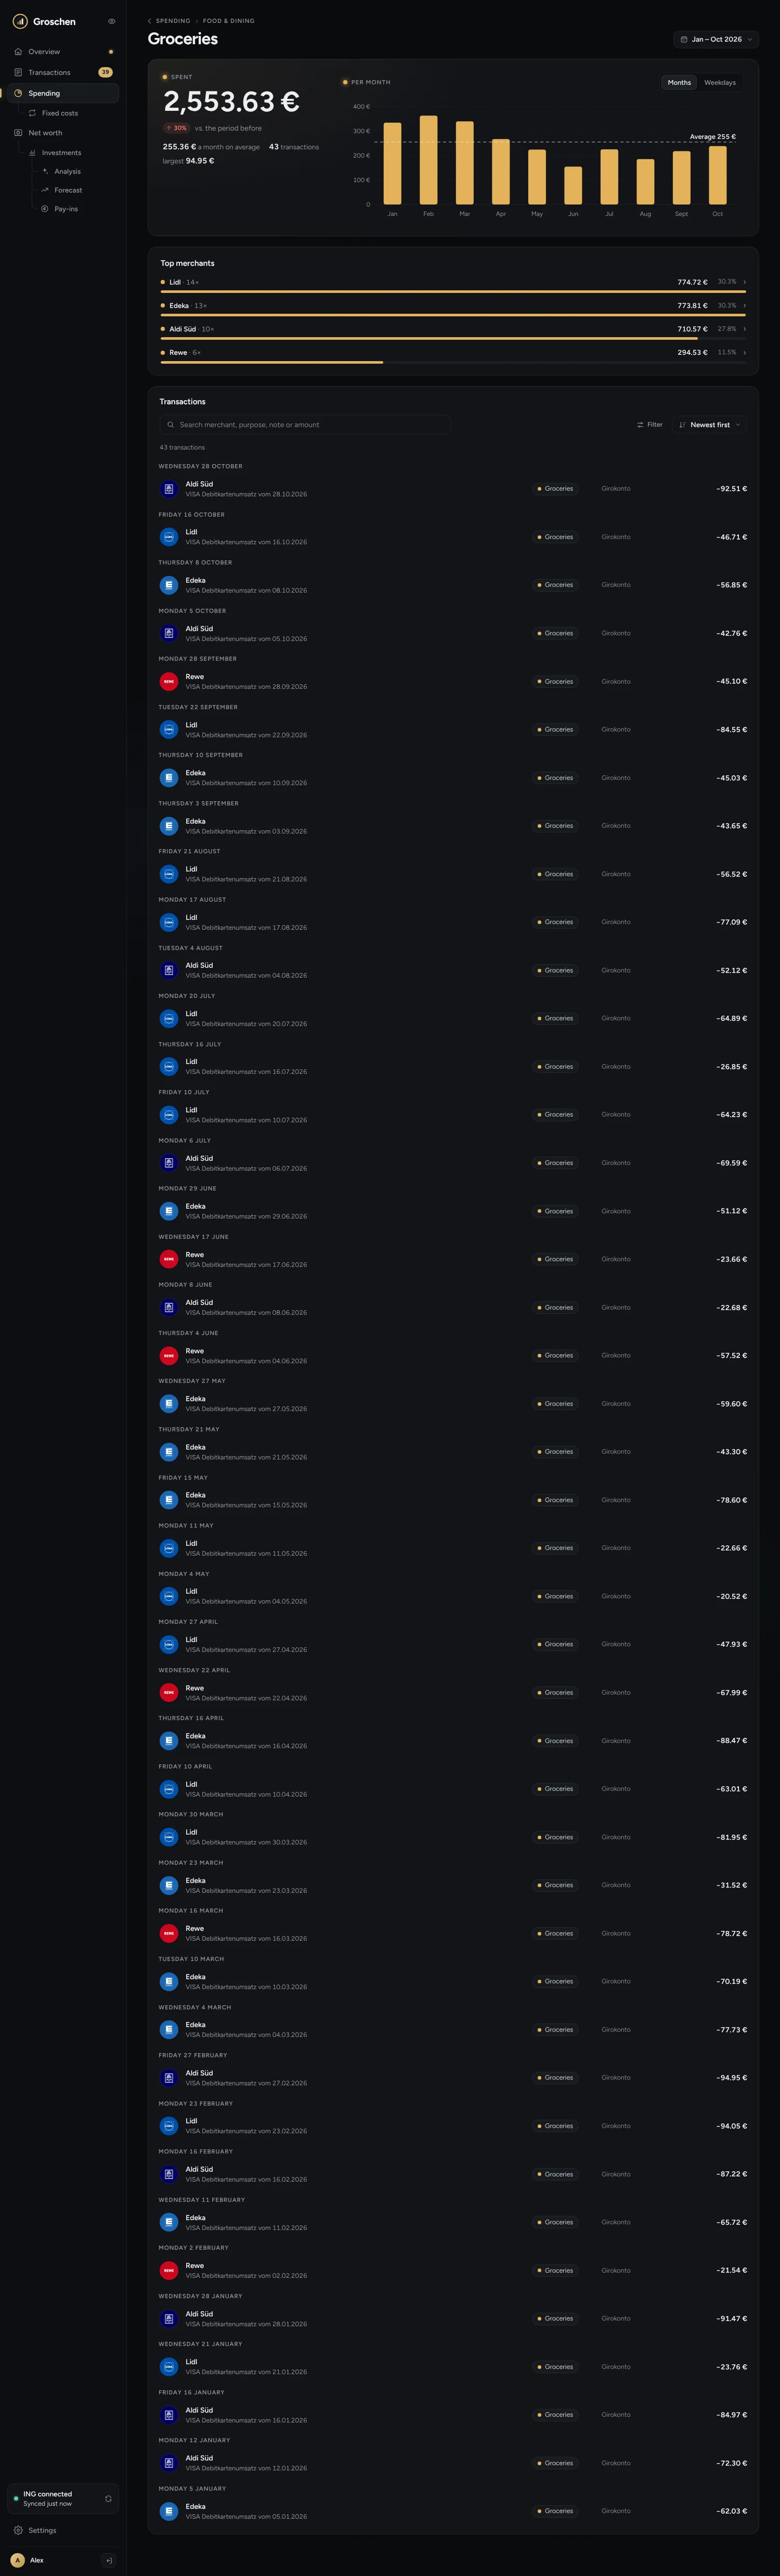 Groschen
Overview
Transactions 39
Spending
Fixed costs
Net worth
Investments
Analysis
Forecast
Pay-ins
ING connected
Synced just now
Settings
A Alex
SPENDING › FOOD & DINING
Groceries
Jan – Oct 2026
SPENT
2,553.63 €
↑ 30% vs. the period before
255.36 € a month on average 43 transactions
largest 94.95 €
PER MONTH
Months Weekdays
400 €
300 €
200 €
100 €
0
Average 255 €
Jan Feb Mar Apr May Jun Jul Aug Sept Oct
Top merchants
Lidl · 14× 774.72 € 30.3% ›
Edeka · 13× 773.81 € 30.3% ›
Aldi Süd · 10× 710.57 € 27.8% ›
Rewe · 6× 294.53 € 11.5% ›
Transactions
Search merchant, purpose, note or amount
Filter Newest first
43 transactions
WEDNESDAY 28 OCTOBER
Aldi Süd
VISA Debitkartenumsatz vom 28.10.2026
Groceries Girokonto −92.51 €
FRIDAY 16 OCTOBER
Lidl
VISA Debitkartenumsatz vom 16.10.2026
Groceries Girokonto −46.71 €
THURSDAY 8 OCTOBER
Edeka
VISA Debitkartenumsatz vom 08.10.2026
Groceries Girokonto −56.85 €
MONDAY 5 OCTOBER
Aldi Süd
VISA Debitkartenumsatz vom 05.10.2026
Groceries Girokonto −42.76 €
MONDAY 28 SEPTEMBER
REWE
Rewe
VISA Debitkartenumsatz vom 28.09.2026
Groceries Girokonto −45.10 €
TUESDAY 22 SEPTEMBER
Lidl
VISA Debitkartenumsatz vom 22.09.2026
Groceries Girokonto −84.55 €
THURSDAY 10 SEPTEMBER
Edeka
VISA Debitkartenumsatz vom 10.09.2026
Groceries Girokonto −45.03 €
THURSDAY 3 SEPTEMBER
Edeka
VISA Debitkartenumsatz vom 03.09.2026
Groceries Girokonto −43.65 €
FRIDAY 21 AUGUST
Lidl
VISA Debitkartenumsatz vom 21.08.2026
Groceries Girokonto −56.52 €
MONDAY 17 AUGUST
Lidl
VISA Debitkartenumsatz vom 17.08.2026
Groceries Girokonto −77.09 €
TUESDAY 4 AUGUST
Aldi Süd
VISA Debitkartenumsatz vom 04.08.2026
Groceries Girokonto −52.12 €
MONDAY 20 JULY
Lidl
VISA Debitkartenumsatz vom 20.07.2026
Groceries Girokonto −64.89 €
THURSDAY 16 JULY
Lidl
VISA Debitkartenumsatz vom 16.07.2026
Groceries Girokonto −26.85 €
FRIDAY 10 JULY
Lidl
VISA Debitkartenumsatz vom 10.07.2026
Groceries Girokonto −64.23 €
MONDAY 6 JULY
Aldi Süd
VISA Debitkartenumsatz vom 06.07.2026
Groceries Girokonto −69.59 €
MONDAY 29 JUNE
Edeka
VISA Debitkartenumsatz vom 29.06.2026
Groceries Girokonto −51.12 €
WEDNESDAY 17 JUNE
REWE
Rewe
VISA Debitkartenumsatz vom 17.06.2026
Groceries Girokonto −23.66 €
MONDAY 8 JUNE
Aldi Süd
VISA Debitkartenumsatz vom 08.06.2026
Groceries Girokonto −22.68 €
THURSDAY 4 JUNE
REWE
Rewe
VISA Debitkartenumsatz vom 04.06.2026
Groceries Girokonto −57.52 €
WEDNESDAY 27 MAY
Edeka
VISA Debitkartenumsatz vom 27.05.2026
Groceries Girokonto −59.60 €
THURSDAY 21 MAY
Edeka
VISA Debitkartenumsatz vom 21.05.2026
Groceries Girokonto −43.30 €
FRIDAY 15 MAY
Edeka
VISA Debitkartenumsatz vom 15.05.2026
Groceries Girokonto −78.60 €
MONDAY 11 MAY
Lidl
VISA Debitkartenumsatz vom 11.05.2026
Groceries Girokonto −22.66 €
MONDAY 4 MAY
Lidl
VISA Debitkartenumsatz vom 04.05.2026
Groceries Girokonto −20.52 €
MONDAY 27 APRIL
Lidl
VISA Debitkartenumsatz vom 27.04.2026
Groceries Girokonto −47.93 €
WEDNESDAY 22 APRIL
REWE
Rewe
VISA Debitkartenumsatz vom 22.04.2026
Groceries Girokonto −67.99 €
THURSDAY 16 APRIL
Edeka
VISA Debitkartenumsatz vom 16.04.2026
Groceries Girokonto −88.47 €
FRIDAY 10 APRIL
Lidl
VISA Debitkartenumsatz vom 10.04.2026
Groceries Girokonto −63.01 €
MONDAY 30 MARCH
Lidl
VISA Debitkartenumsatz vom 30.03.2026
Groceries Girokonto −81.95 €
MONDAY 23 MARCH
Edeka
VISA Debitkartenumsatz vom 23.03.2026
Groceries Girokonto −31.52 €
MONDAY 16 MARCH
REWE
Rewe
VISA Debitkartenumsatz vom 16.03.2026
Groceries Girokonto −78.72 €
TUESDAY 10 MARCH
Edeka
VISA Debitkartenumsatz vom 10.03.2026
Groceries Girokonto −70.19 €
WEDNESDAY 4 MARCH
Edeka
VISA Debitkartenumsatz vom 04.03.2026
Groceries Girokonto −77.73 €
FRIDAY 27 FEBRUARY
Aldi Süd
VISA Debitkartenumsatz vom 27.02.2026
Groceries Girokonto −94.95 €
MONDAY 23 FEBRUARY
Lidl
VISA Debitkartenumsatz vom 23.02.2026
Groceries Girokonto −94.05 €
MONDAY 16 FEBRUARY
Aldi Süd
VISA Debitkartenumsatz vom 16.02.2026
Groceries Girokonto −87.22 €
WEDNESDAY 11 FEBRUARY
Edeka
VISA Debitkartenumsatz vom 11.02.2026
Groceries Girokonto −65.72 €
MONDAY 2 FEBRUARY
REWE
Rewe
VISA Debitkartenumsatz vom 02.02.2026
Groceries Girokonto −21.54 €
WEDNESDAY 28 JANUARY
Aldi Süd
VISA Debitkartenumsatz vom 28.01.2026
Groceries Girokonto −91.47 €
WEDNESDAY 21 JANUARY
Lidl
VISA Debitkartenumsatz vom 21.01.2026
Groceries Girokonto −23.76 €
FRIDAY 16 JANUARY
Aldi Süd
VISA Debitkartenumsatz vom 16.01.2026
Groceries Girokonto −84.97 €
MONDAY 12 JANUARY
Aldi Süd
VISA Debitkartenumsatz vom 12.01.2026
Groceries Girokonto −72.30 €
MONDAY 5 JANUARY
Edeka
VISA Debitkartenumsatz vom 05.01.2026
Groceries Girokonto −62.03 €